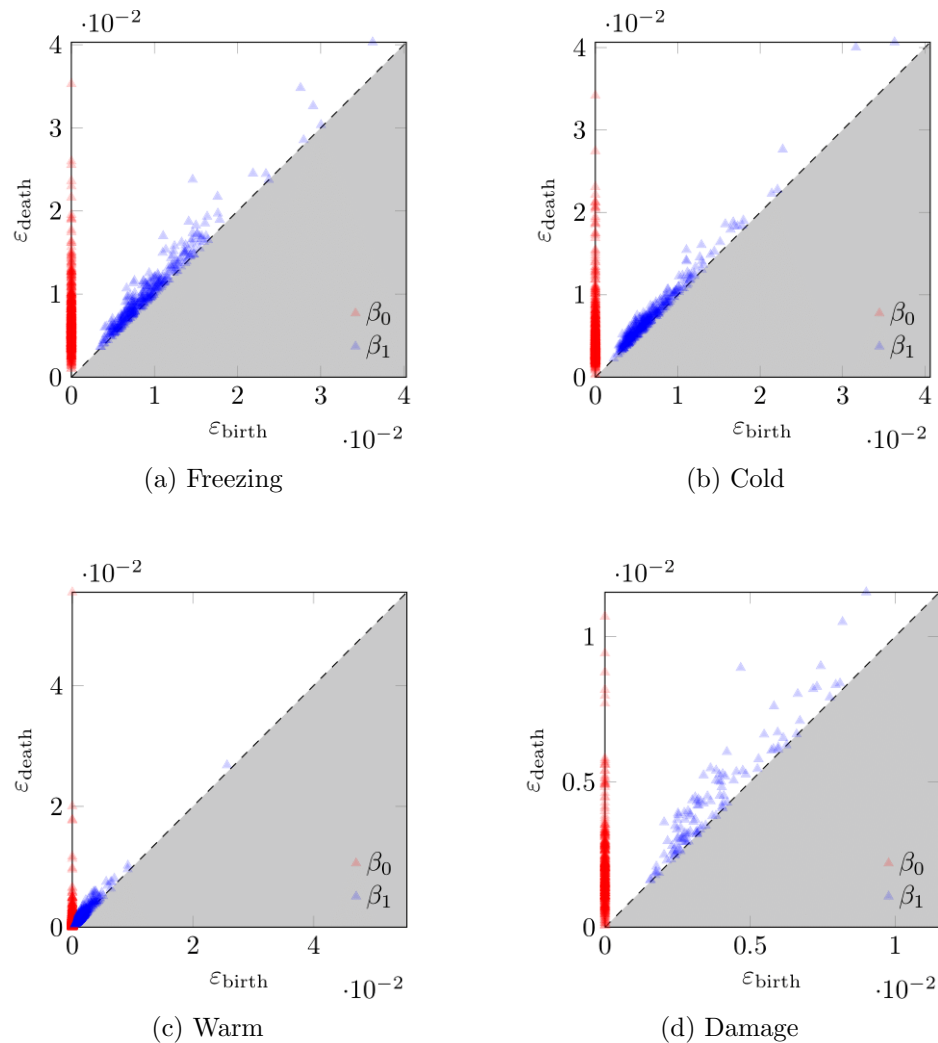 ·10⁻²
4
3
2
1
0
ε_death
β₀
β₁
0 1 2 3 4
ε_birth
·10⁻²
(a) Freezing
·10⁻²
4
3
2
1
0
ε_death
β₀
β₁
0 1 2 3 4
ε_birth
·10⁻²
(b) Cold
·10⁻²
4
2
0
ε_death
β₀
β₁
0 2 4
ε_birth
·10⁻²
(c) Warm
·10⁻²
1
0.5
0
ε_death
β₀
β₁
0 0.5 1
ε_birth
·10⁻²
(d) Damage